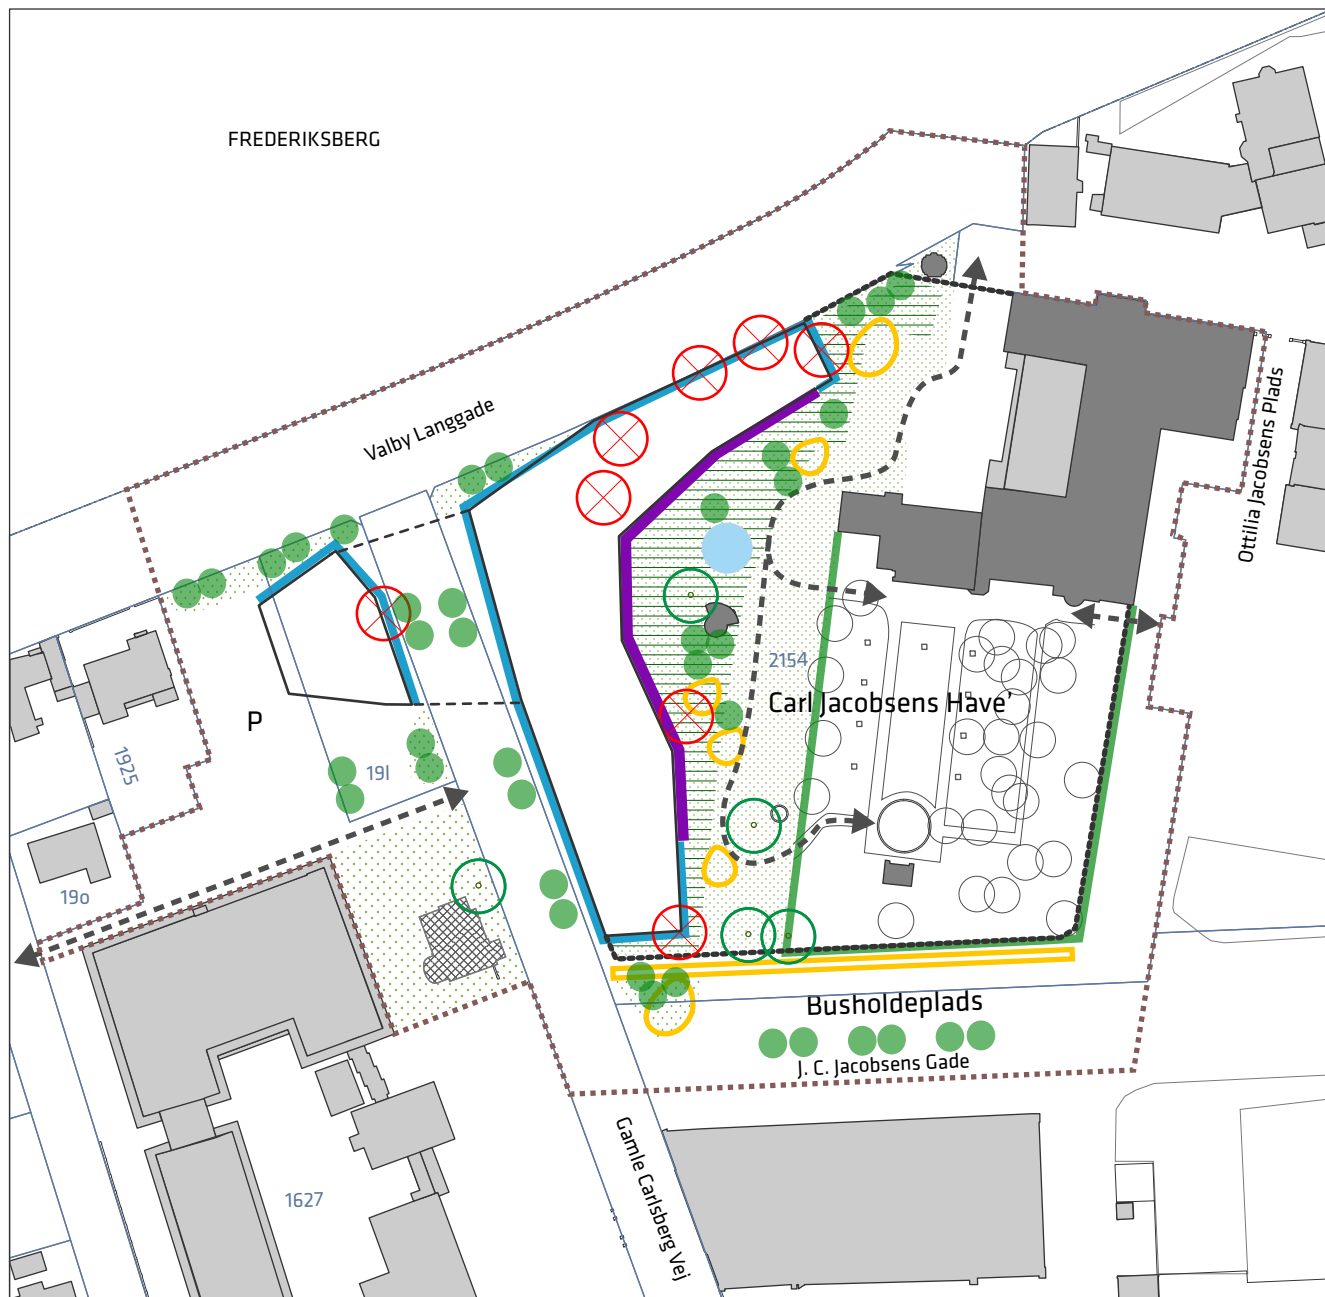 FREDERIKSBERG
Valby Langgade
Ottilia Jacobsens Plads
2154
Carl Jacobsens Have'
P
1925
19l
19o
Busholdeplads
J. C. Jacobsens Gade
Gamle Carlsberg Vej
1627